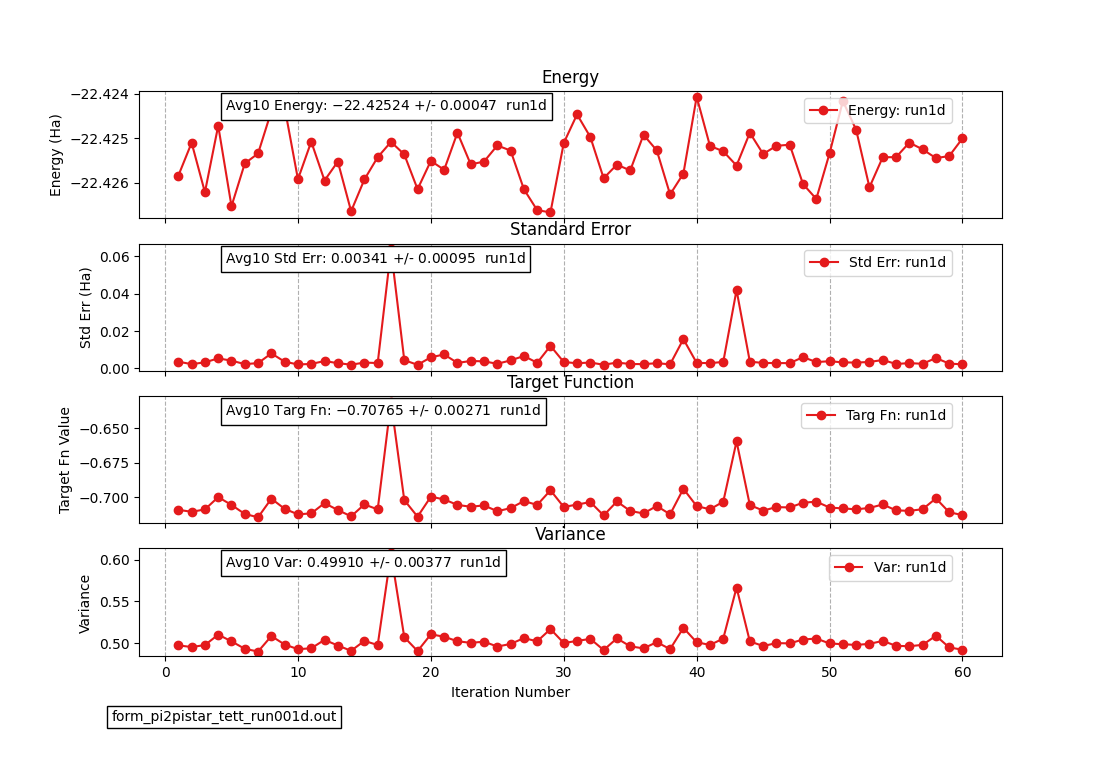 Energy
−22.424
−22.425
−22.426
Energy (Ha)
Avg10 Energy: −22.42524 +/- 0.00047  run1d
Energy: run1d
Standard Error
0.06
0.04
0.02
0.00
Std Err (Ha)
Avg10 Std Err: 0.00341 +/- 0.00095  run1d
Std Err: run1d
Target Function
−0.650
−0.675
−0.700
Target Fn Value
Avg10 Targ Fn: −0.70765 +/- 0.00271  run1d
Targ Fn: run1d
Variance
0.60
0.55
0.50
Variance
Avg10 Var: 0.49910 +/- 0.00377  run1d
Var: run1d
0 10 20 30 40 50 60
Iteration Number
form_pi2pistar_tett_run001d.out